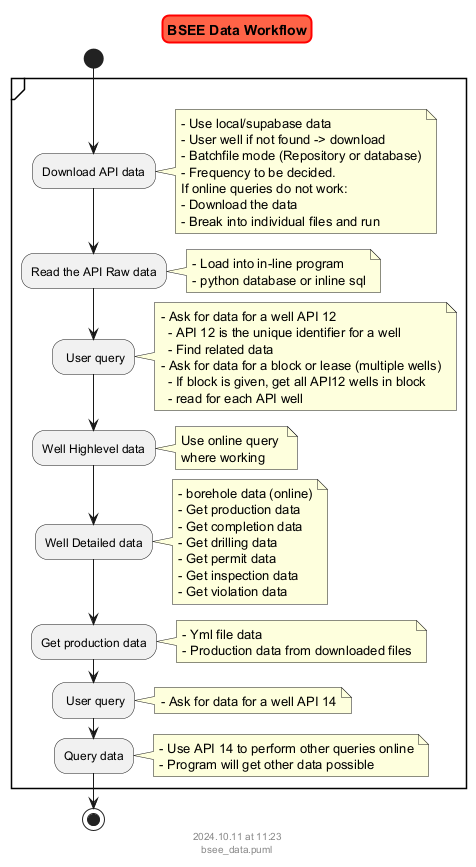 BSEE Data Workflow
Download API data
- Use local/supabase data
- User well if not found -> download
- Batchfile mode (Repository or database)
- Frequency to be decided.
If online queries do not work:
- Download the data
- Break into individual files and run
Read the API Raw data
- Load into in-line program
- python database or inline sql
User query
- Ask for data for a well API 12
- API 12 is the unique identifier for a well
- Find related data
- Ask for data for a block or lease (multiple wells)
- If block is given, get all API12 wells in block
- read for each API well
Well Highlevel data
Use online query
where working
Well Detailed data
- borehole data (online)
- Get production data
- Get completion data
- Get drilling data
- Get permit data
- Get inspection data
- Get violation data
Get production data
- Yml file data
- Production data from downloaded files
User query
- Ask for data for a well API 14
Query data
- Use API 14 to perform other queries online
- Program will get other data possible
2024.10.11 at 11:23
bsee_data.puml